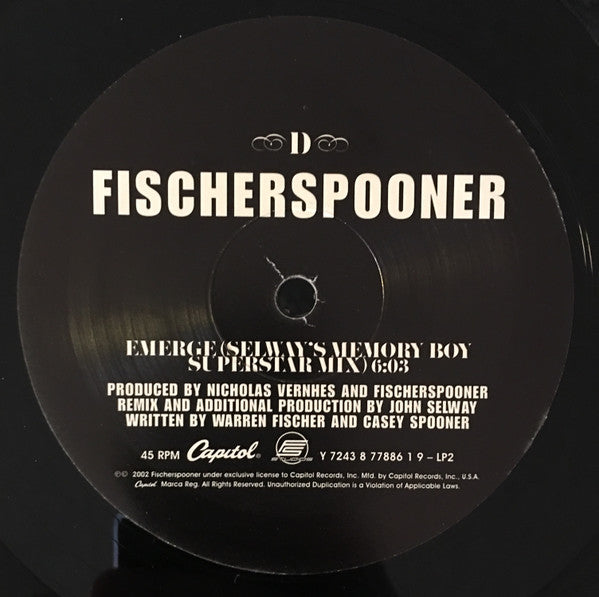 D
FISCHERSPOONER
EMERGE (SELWAY'S MEMORY BOY
SUPERSTAR MIX) 6:03
PRODUCED BY NICHOLAS VERNHES AND FISCHERSPOONER
REMIX AND ADDITIONAL PRODUCTION BY JOHN SELWAY
WRITTEN BY WARREN FISCHER AND CASEY SPOONER
45 RPM Capitol® FS STUDIOS Y 7243 8 77886 1 9 – LP2
℗© 2002 Fischerspooner under exclusive license to Capitol Records, Inc. Mfd. by Capitol Records, Inc., U.S.A.
Capitol. Marca Reg. All Rights Reserved. Unauthorized Duplication is a Violation of Applicable Laws.